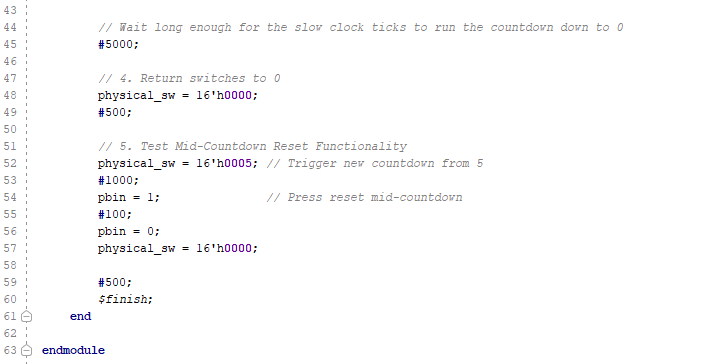 43
44 // Wait long enough for the slow clock ticks to run the countdown down to 0
45 #5000;
46
47 // 4. Return switches to 0
48 physical_sw = 16'h0000;
49 #500;
50
51 // 5. Test Mid-Countdown Reset Functionality
52 physical_sw = 16'h0005; // Trigger new countdown from 5
53 #1000;
54 pbin = 1; // Press reset mid-countdown
55 #100;
56 pbin = 0;
57 physical_sw = 16'h0000;
58
59 #500;
60 $finish;
61 end
62
63 endmodule